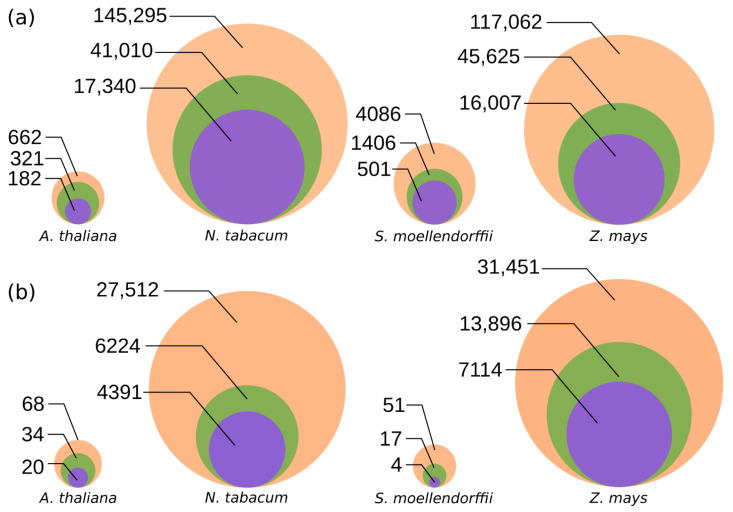 (a)
145,295
41,010
17,340
662
321
182
4086
1406
501
117,062
45,625
16,007
A. thaliana
N. tabacum
S. moellendorffii
Z. mays
(b)
27,512
6224
4391
68
34
20
51
17
4
31,451
13,896
7114
A. thaliana
N. tabacum
S. moellendorffii
Z. mays